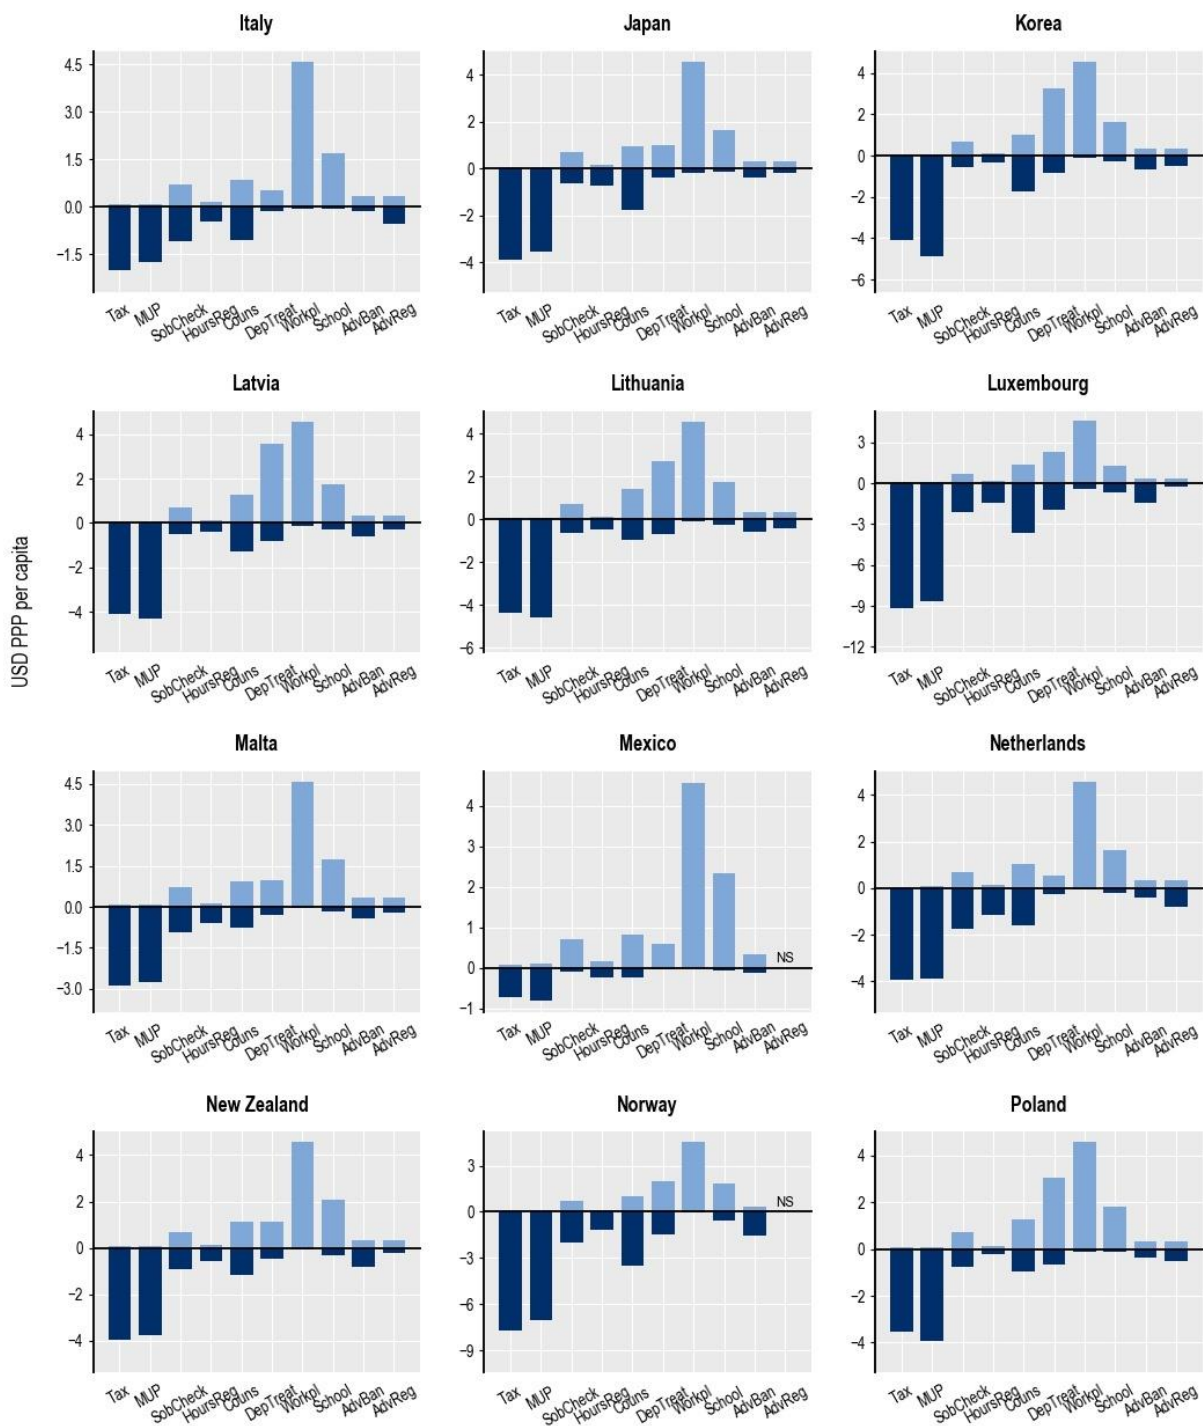 USD PPP per capita
Italy
4.5
3.0
1.5
0.0
−1.5
Tax MUP SobCheck HoursReg Couns DepTreat Workpl School AdvBan AdvReg
Japan
4
2
0
−2
−4
Tax MUP SobCheck HoursReg Couns DepTreat Workpl School AdvBan AdvReg
Korea
4
2
0
−2
−4
−6
Tax MUP SobCheck HoursReg Couns DepTreat Workpl School AdvBan AdvReg
Latvia
4
2
0
−2
−4
Tax MUP SobCheck HoursReg Couns DepTreat Workpl School AdvBan AdvReg
Lithuania
4
2
0
−2
−4
−6
Tax MUP SobCheck HoursReg Couns DepTreat Workpl School AdvBan AdvReg
Luxembourg
3
0
−3
−6
−9
−12
Tax MUP SobCheck HoursReg Couns DepTreat Workpl School AdvBan AdvReg
Malta
4.5
3.0
1.5
0.0
−1.5
−3.0
Tax MUP SobCheck HoursReg Couns DepTreat Workpl School AdvBan AdvReg
Mexico
4
3
2
1
0
−1
NS
Tax MUP SobCheck HoursReg Couns DepTreat Workpl School AdvBan AdvReg
Netherlands
4
2
0
−2
−4
Tax MUP SobCheck HoursReg Couns DepTreat Workpl School AdvBan AdvReg
New Zealand
4
2
0
−2
−4
Tax MUP SobCheck HoursReg Couns DepTreat Workpl School AdvBan AdvReg
Norway
3
0
−3
−6
−9
NS
Tax MUP SobCheck HoursReg Couns DepTreat Workpl School AdvBan AdvReg
Poland
4
2
0
−2
−4
Tax MUP SobCheck HoursReg Couns DepTreat Workpl School AdvBan AdvReg